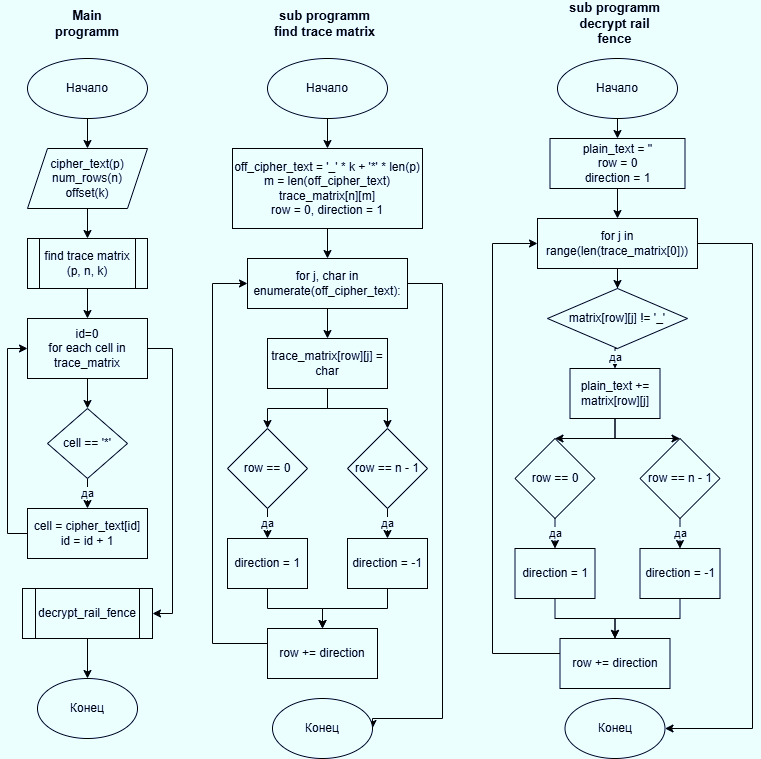 Main
programm
Начало
cipher_text(p)
num_rows(n)
offset(k)
find trace matrix
(p, n, k)
id=0
for each cell in
trace_matrix
cell == '*'
да
cell = cipher_text[id]
id = id + 1
decrypt_rail_fence
Конец
sub programm
find trace matrix
Начало
off_cipher_text = '_' * k + '*' * len(p)
m = len(off_cipher_text)
trace_matrix[n][m]
row = 0, direction = 1
for j, char in
enumerate(off_cipher_text):
trace_matrix[row][j] =
char
row == 0
row == n - 1
да
да
direction = 1
direction = -1
row += direction
Конец
sub programm
decrypt rail
fence
Начало
plain_text = ''
row = 0
direction = 1
for j in
range(len(trace_matrix[0]))
matrix[row][j] != '_'
да
plain_text +=
matrix[row][j]
row == 0
row == n - 1
да
да
direction = 1
direction = -1
row += direction
Конец